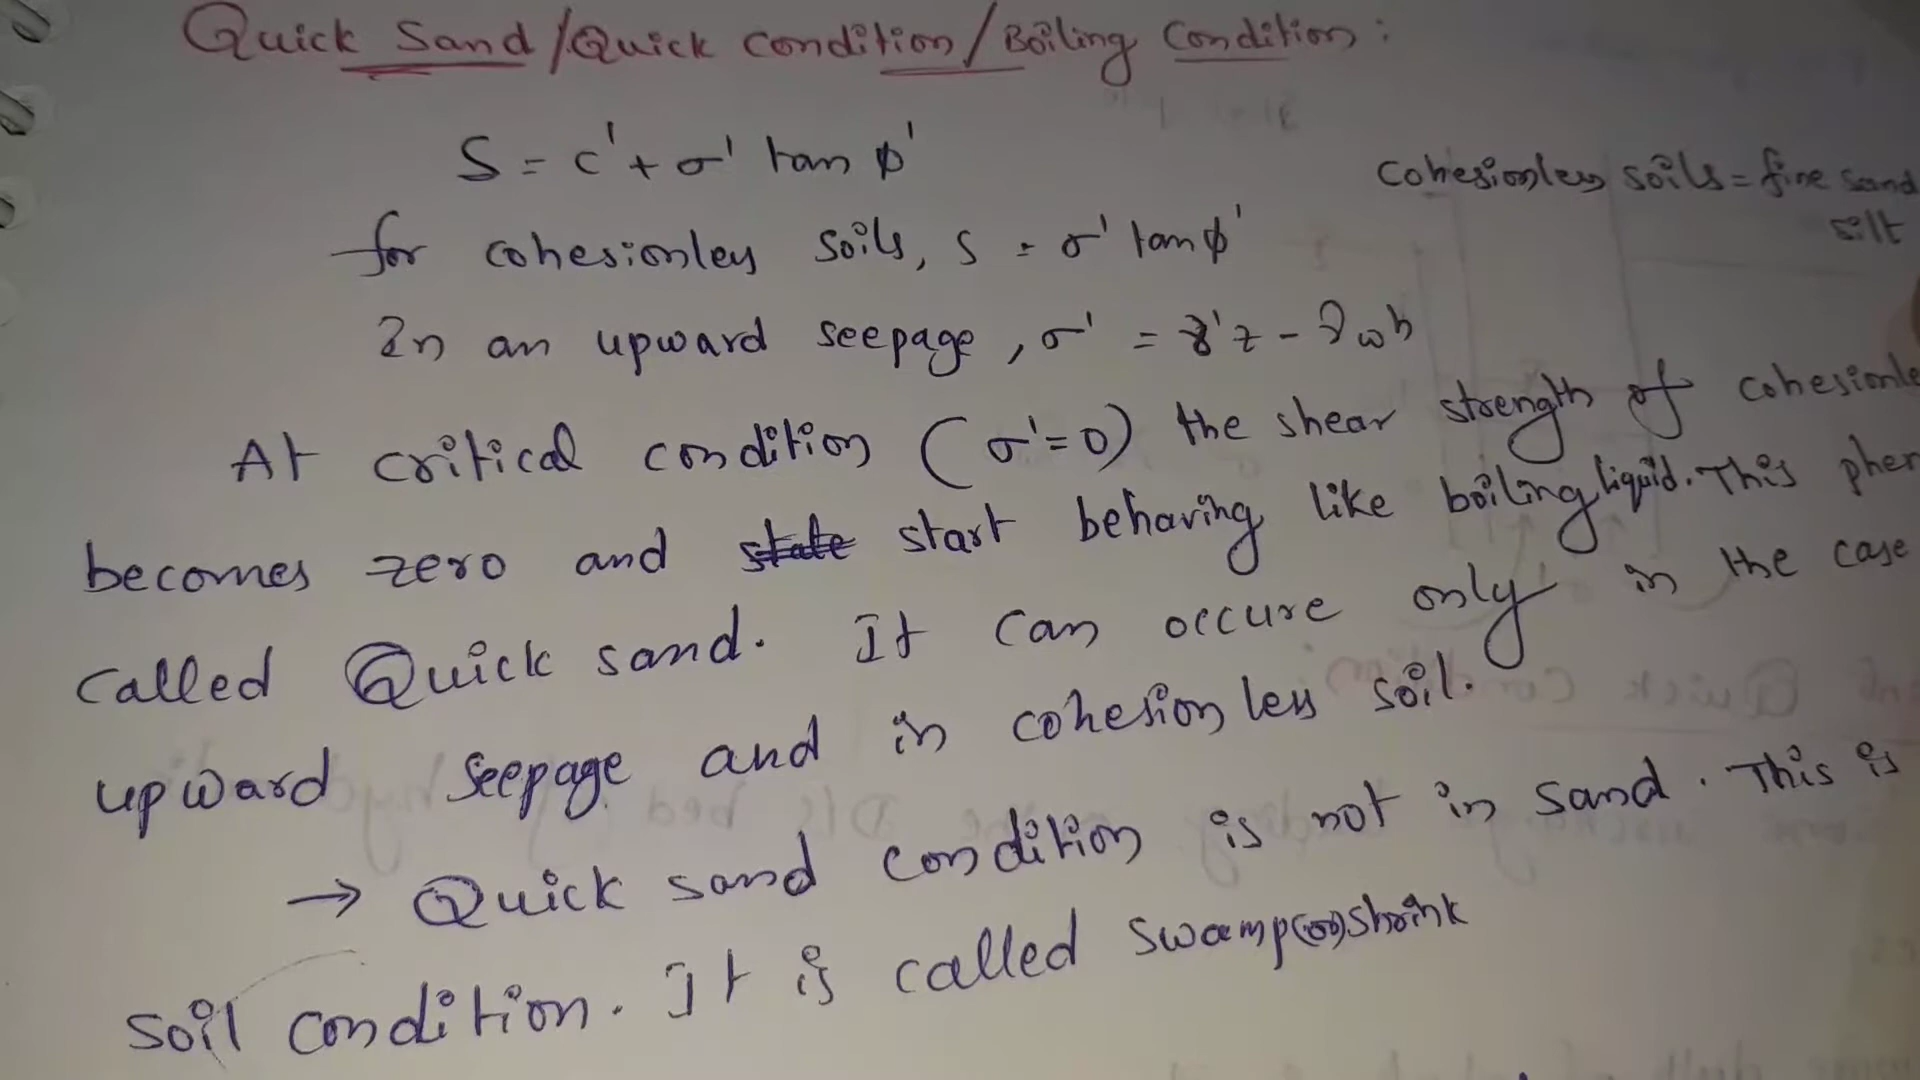 Quick Sand/Quick condition/Boiling Condition:
S = c' + σ' tan ϕ'
Cohesionless soils = fine sand
silt
for cohesionless soils, s = σ' tanϕ'
In an upward seepage, σ' = γ'z - γwh
At critical condition (σ'=0) the shear strength of cohesionle
becomes zero and state start behaving like boiling liquid. This phen
called Quick sand. It can occure only in the case
upward seepage and in cohesionless soil.
→ Quick sand condition is not in sand. This is
soil condition. It is called swamp(or)shrink